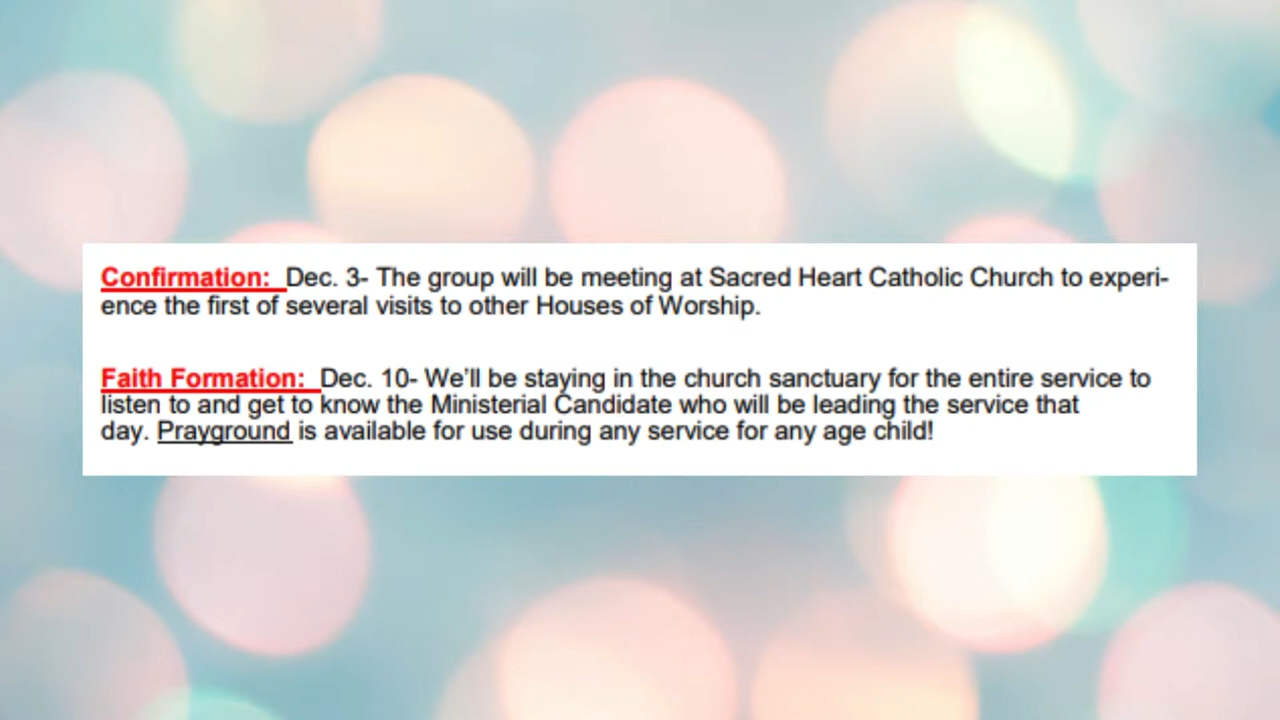 Confirmation: Dec. 3- The group will be meeting at Sacred Heart Catholic Church to experi-
ence the first of several visits to other Houses of Worship.
Faith Formation: Dec. 10- We'll be staying in the church sanctuary for the entire service to
listen to and get to know the Ministerial Candidate who will be leading the service that
day. Prayground is available for use during any service for any age child!